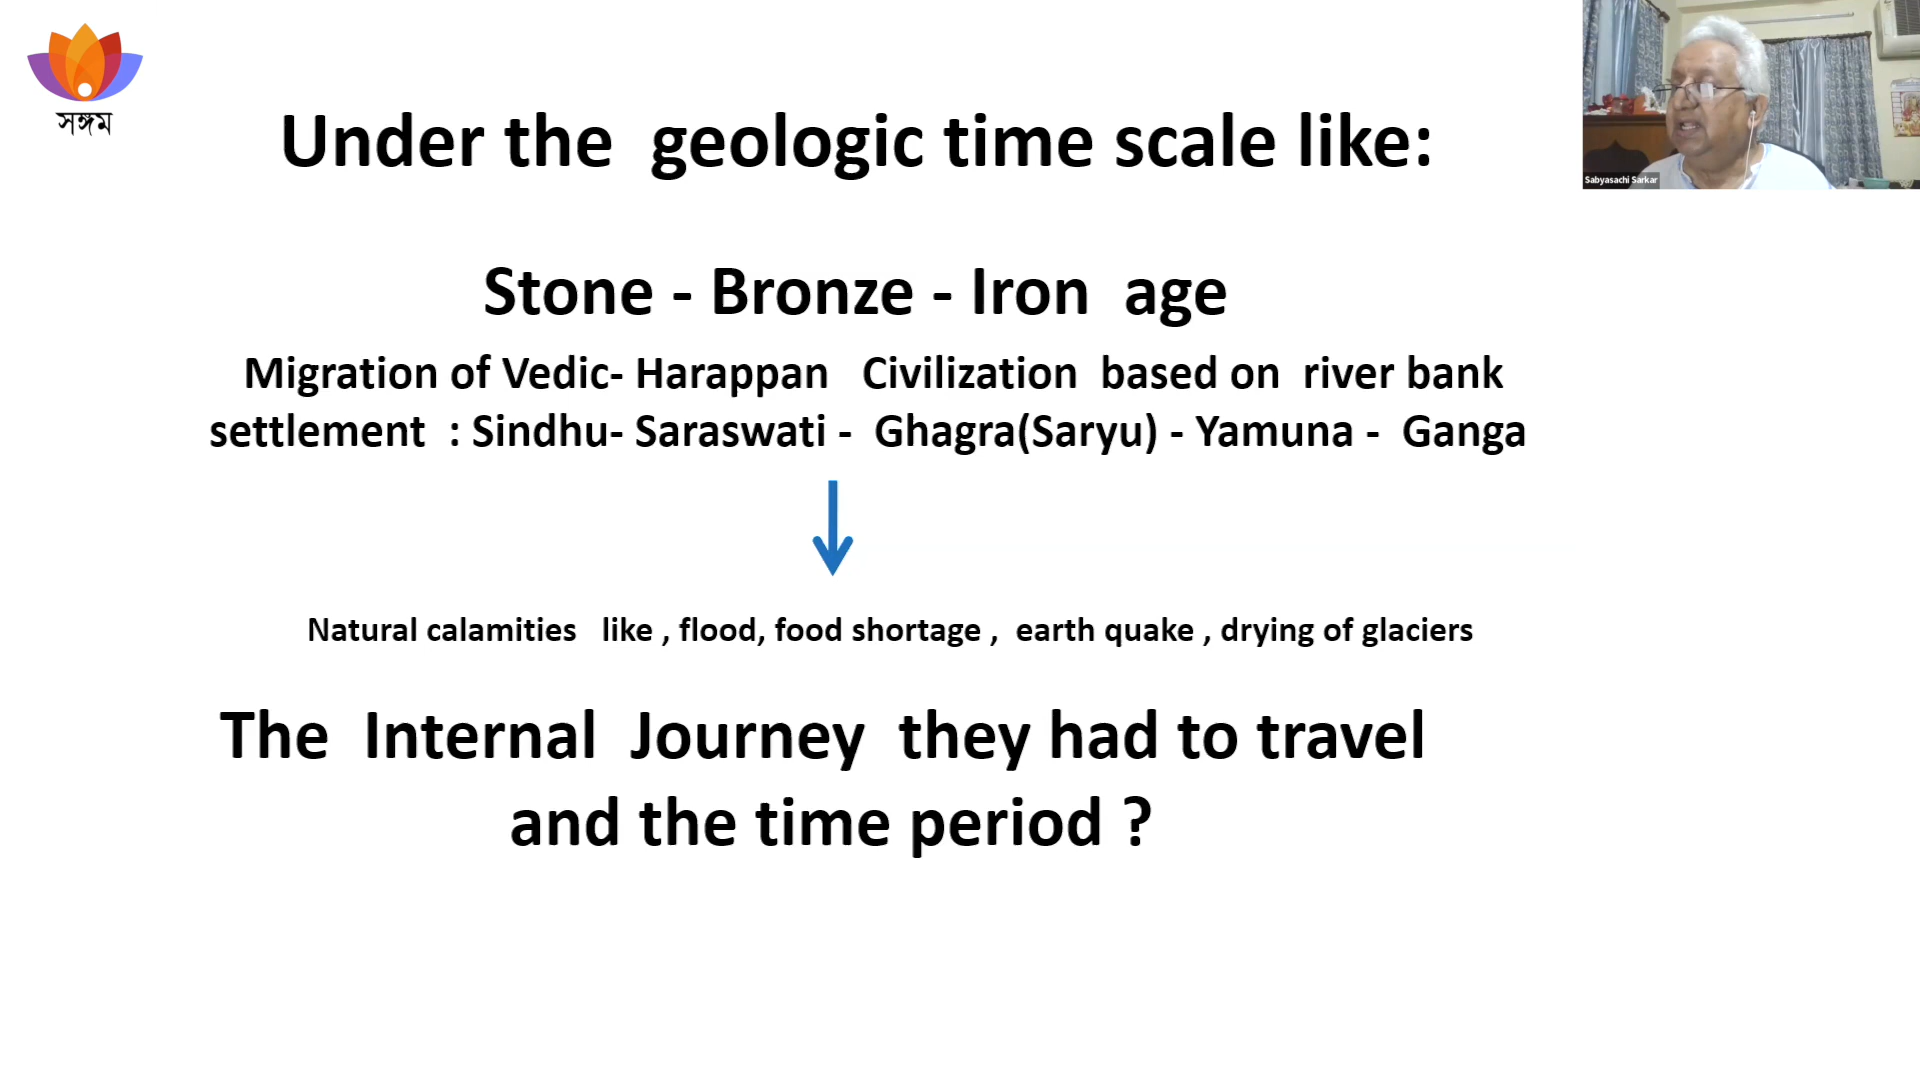 সঙ্গম
Under the geologic time scale like:
Sabyasachi Sarkar
Stone - Bronze - Iron age
Migration of Vedic- Harappan Civilization based on river bank
settlement : Sindhu- Saraswati - Ghagra(Saryu) - Yamuna - Ganga
Natural calamities like , flood, food shortage , earth quake , drying of glaciers
The Internal Journey they had to travel
and the time period ?